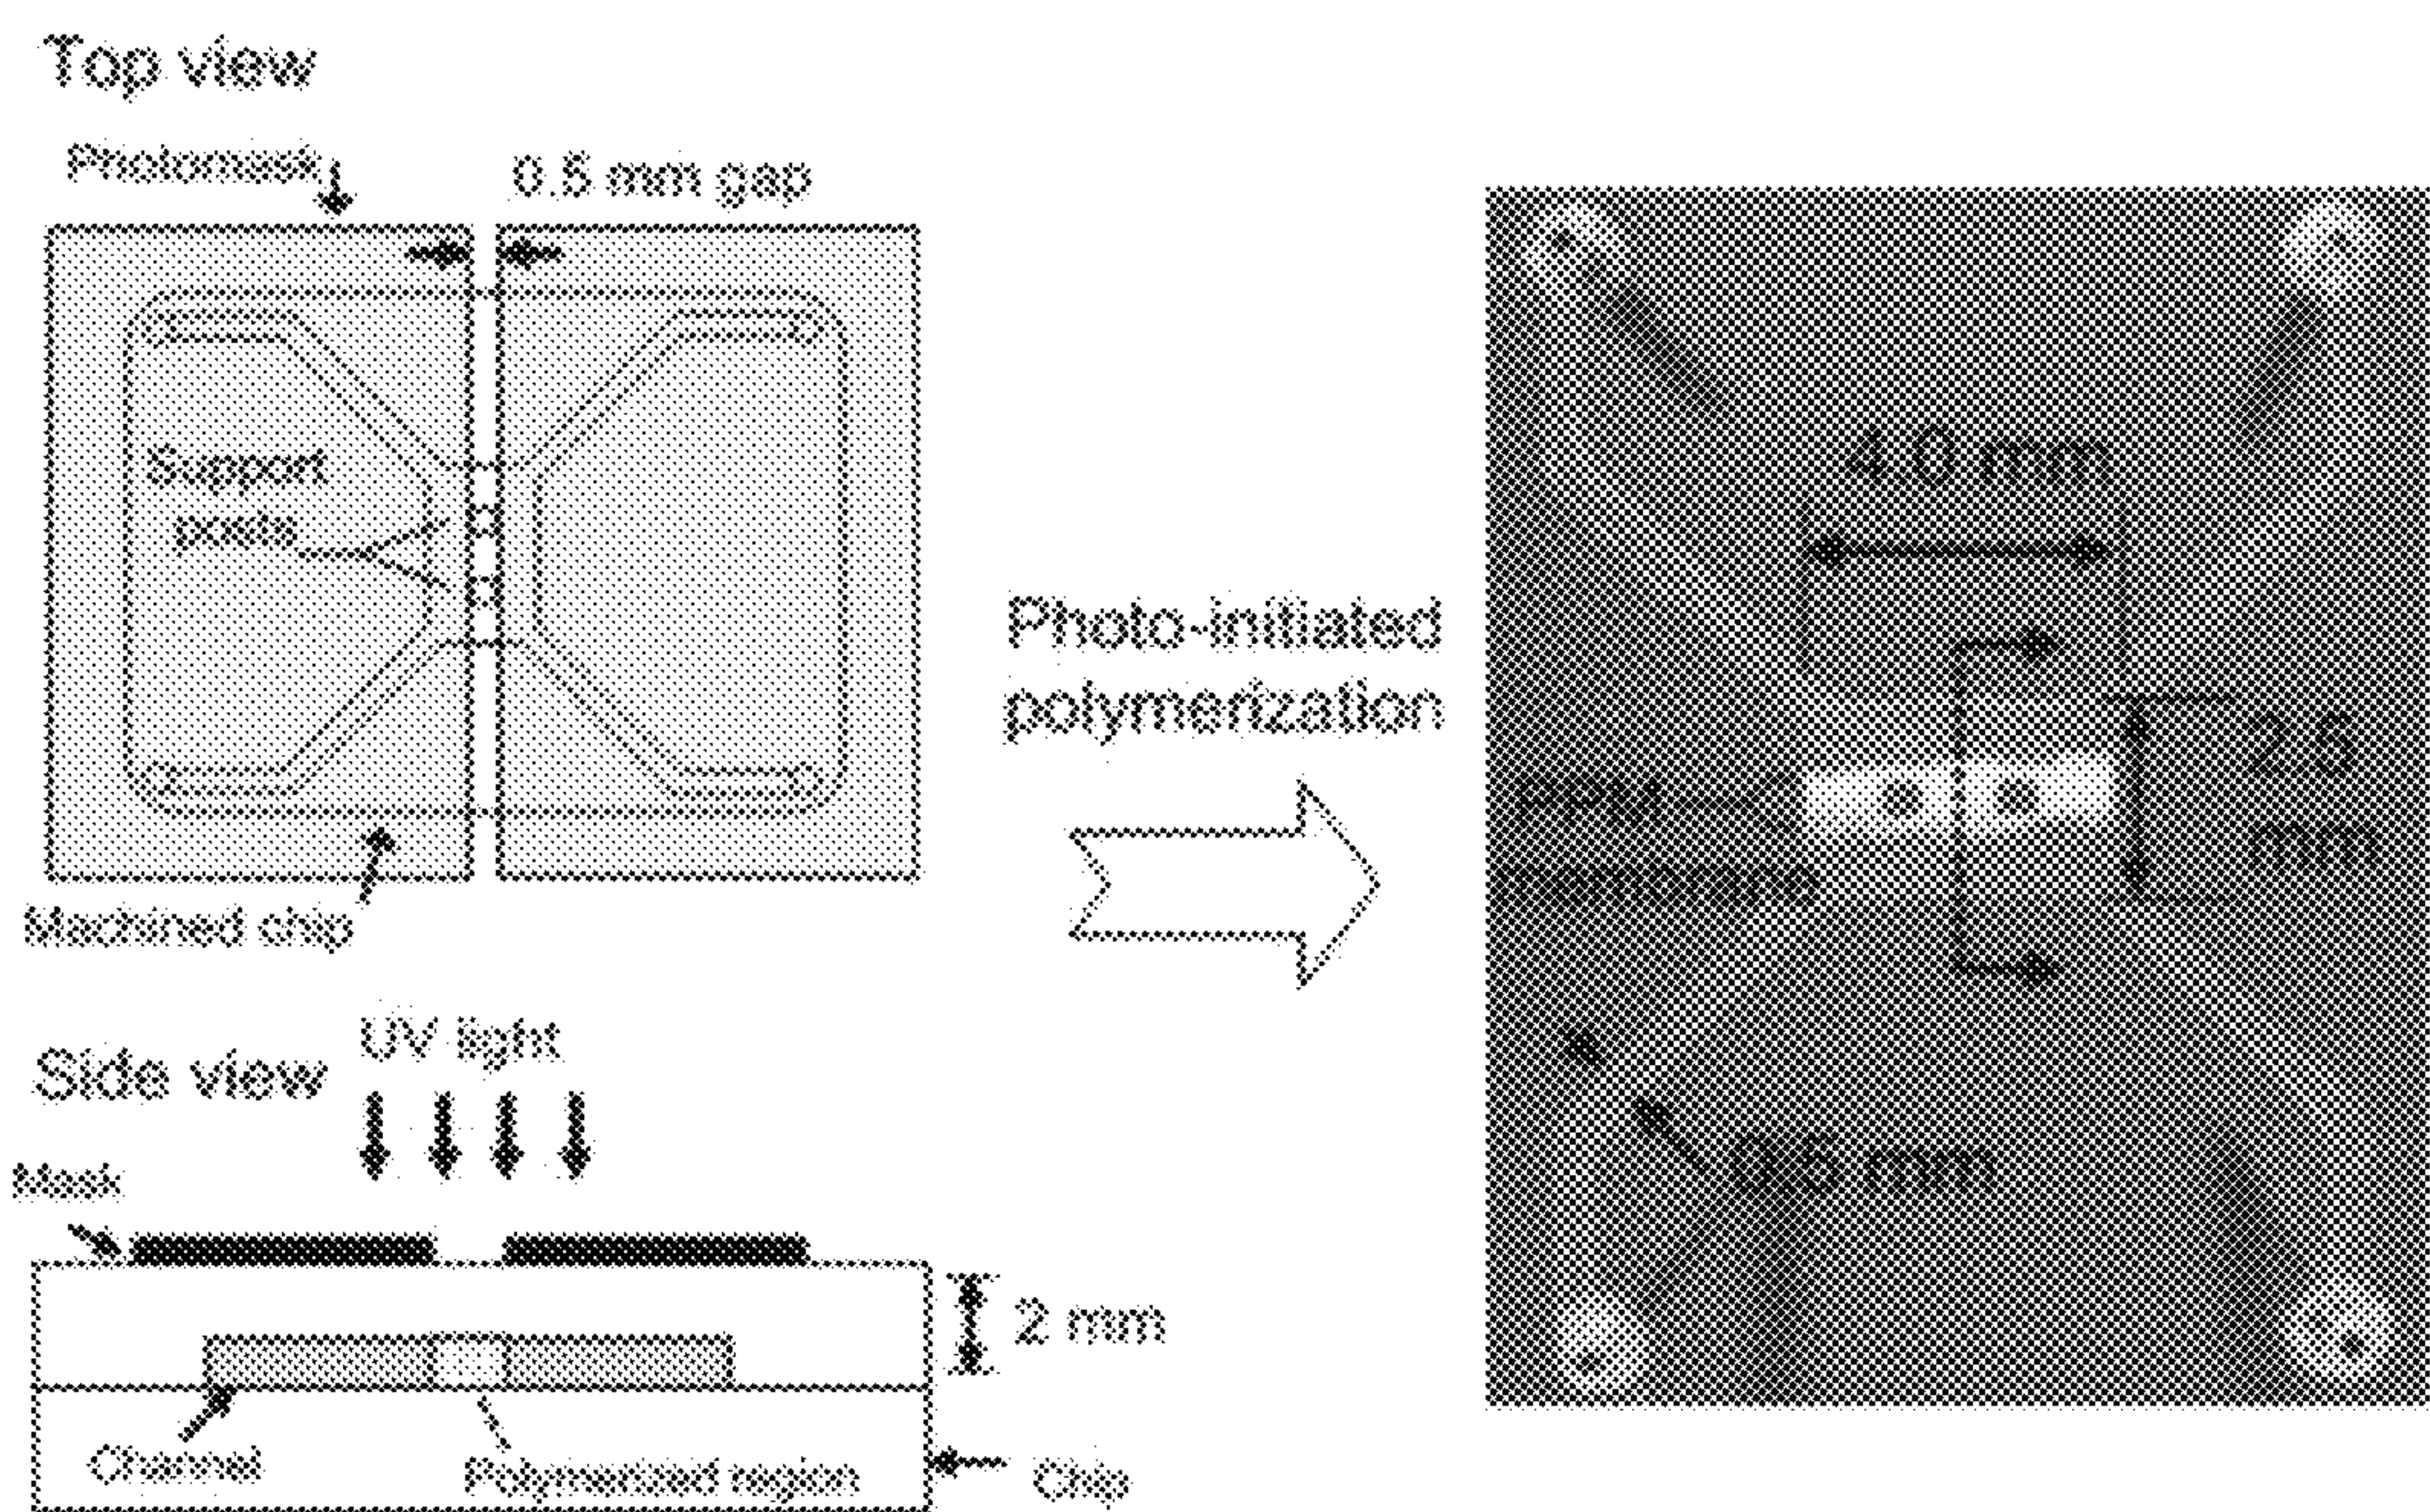 Top view
Photomask
0.5 mm gap
Support
posts
Machined chip
Photo-initiated
polymerization
4.0 mm
2.5
mm
PPM
membrane
0.5 mm
Side view
UV light
Mask
2 mm
Channel
Polymerized region
Chip